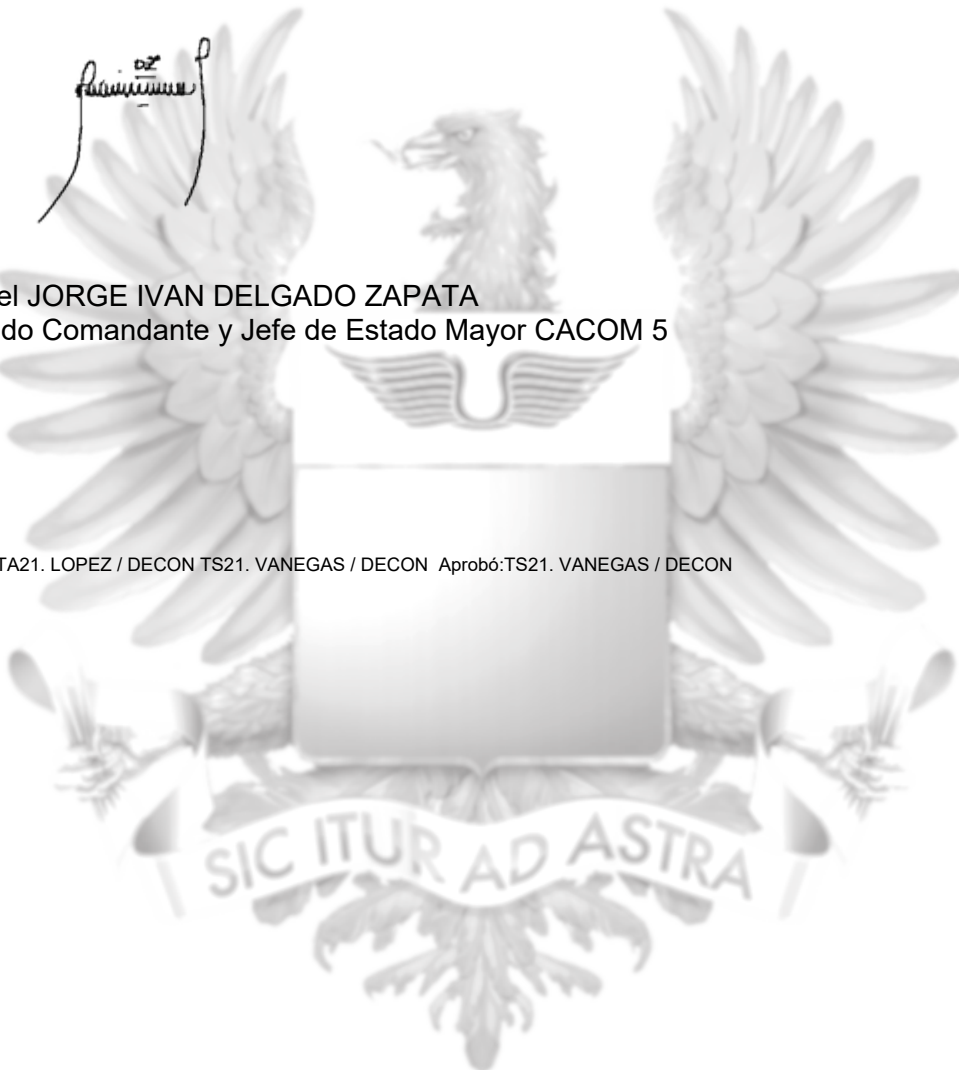 el JORGE IVAN DELGADO ZAPATA
do Comandante y Jefe de Estado Mayor CACOM 5
TA21. LOPEZ / DECON TS21. VANEGAS / DECON Aprobó:TS21. VANEGAS / DECON
SIC ITUR AD ASTRA